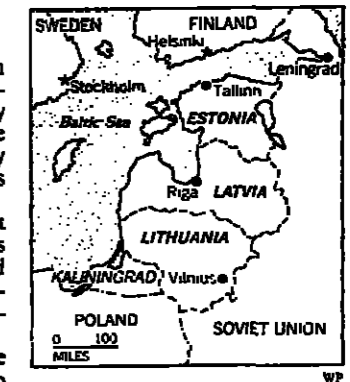 SWEDEN
FINLAND
Helsinki
Leningrad
Stockholm
Tallinn
Baltic Sea
ESTONIA
Riga
LATVIA
LITHUANIA
KALININGRAD
Vilnius
POLAND
SOVIET UNION
0 100
MILES
WP